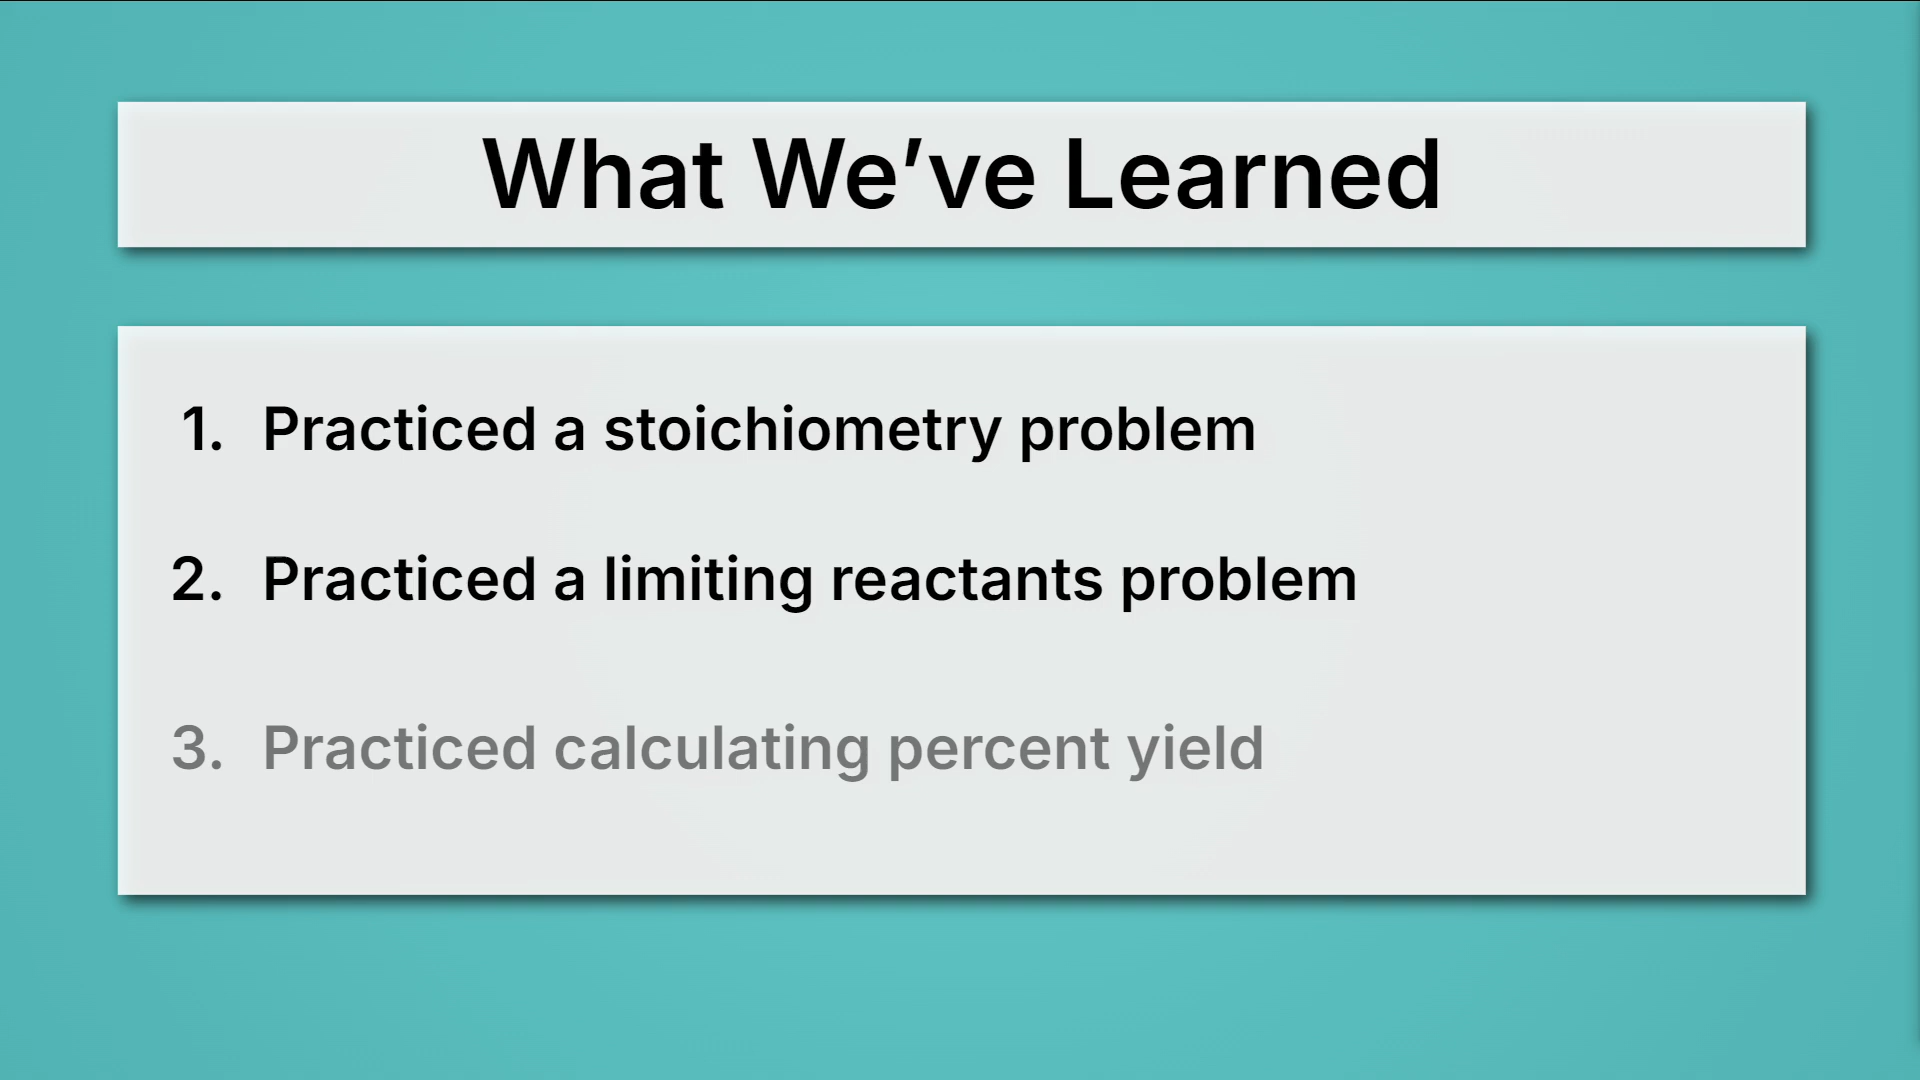 What We’ve Learned
1. Practiced a stoichiometry problem
2. Practiced a limiting reactants problem
3. Practiced calculating percent yield